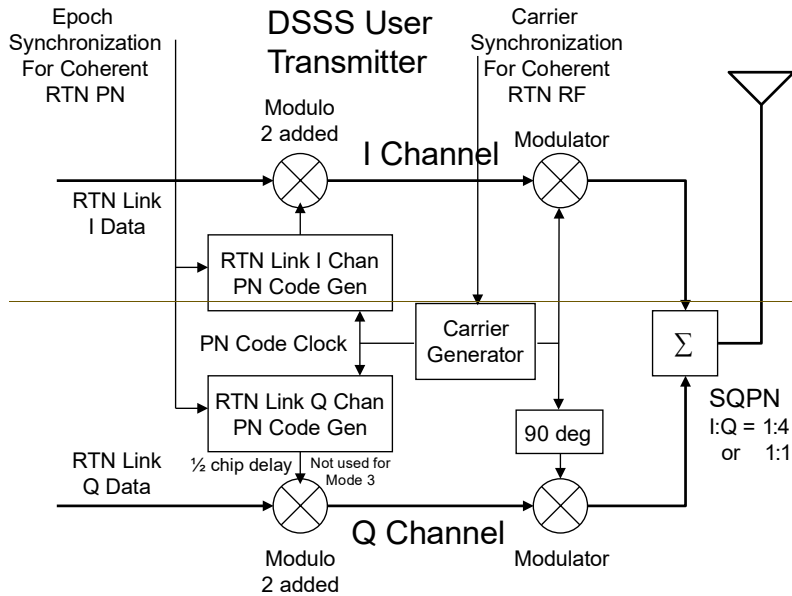 Epoch
Synchronization
For Coherent
RTN PN
DSSS User
Transmitter
Carrier
Synchronization
For Coherent
RTN RF
Modulo
2 added
I Channel
Modulator
RTN Link
I Data
RTN Link I Chan
PN Code Gen
PN Code Clock
Carrier
Generator
Σ
RTN Link Q Chan
PN Code Gen
90 deg
SQPN
I:Q = 1:4
or 1:1
½ chip delay
Not used for
Mode 3
RTN Link
Q Data
Q Channel
Modulo
2 added
Modulator